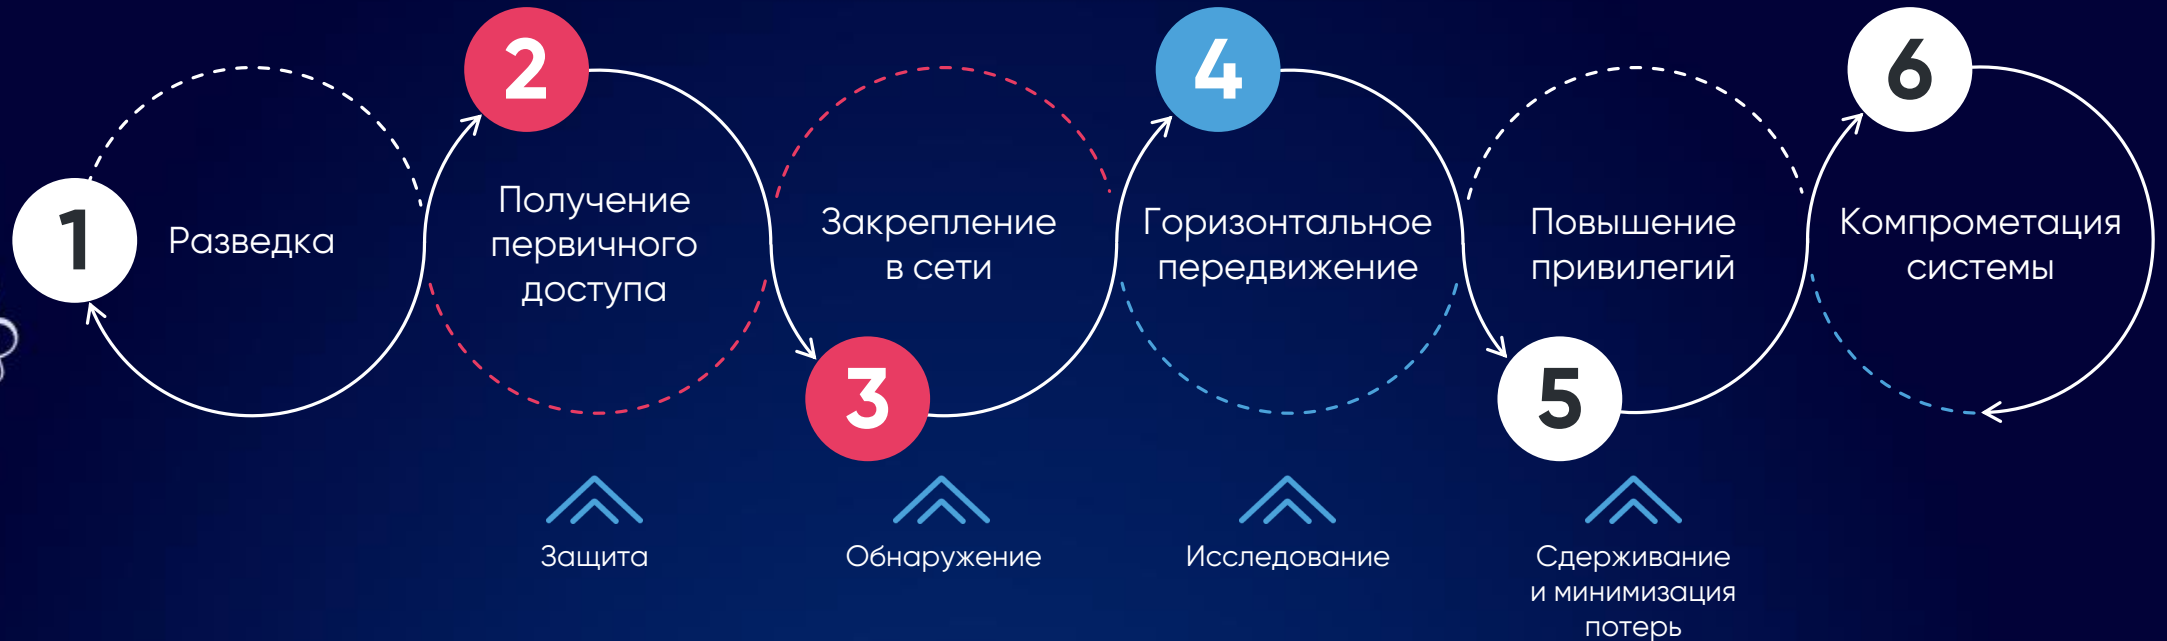 1
Разведка
2
Получение
первичного
доступа
3
Закрепление
в сети
4
Горизонтальное
передвижение
5
Повышение
привилегий
6
Компрометация
системы
Защита
Обнаружение
Исследование
Сдерживание
и минимизация
потерь